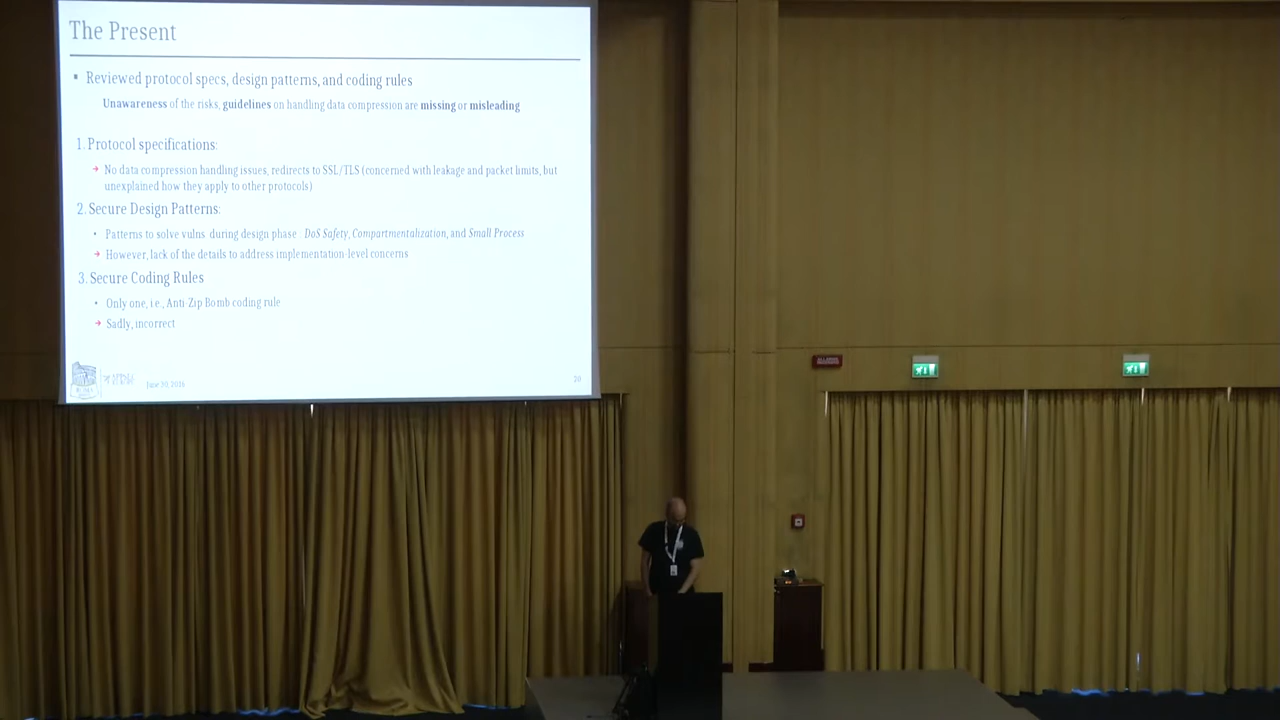 The Present
▪ Reviewed protocol specs, design patterns, and coding rules
Unawareness of the risks, guidelines on handling data compression are missing or misleading
1. Protocol specifications:
→ No data compression handling issues, redirects to SSL/TLS (concerned with leakage and packet limits, but
unexplained how they apply to other protocols)
2. Secure Design Patterns:
• Patterns to solve vulns. during design phase: DoS Safety, Compartmentalization, and Small Process
→ However, lack of the details to address implementation-level concerns
3. Secure Coding Rules
• Only one, i.e., Anti-Zip Bomb coding rule
→ Sadly, incorrect
June 30, 2016
20